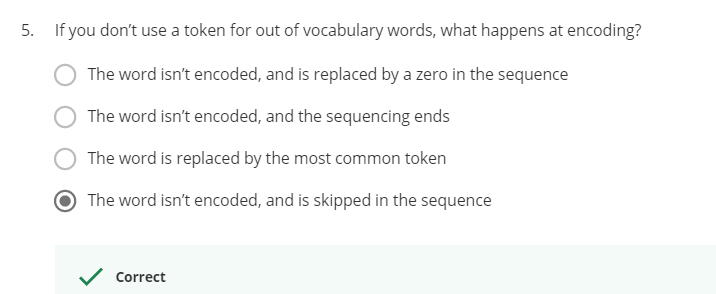 5. If you don't use a token for out of vocabulary words, what happens at encoding?
The word isn't encoded, and is replaced by a zero in the sequence
The word isn't encoded, and the sequencing ends
The word is replaced by the most common token
The word isn't encoded, and is skipped in the sequence
Correct